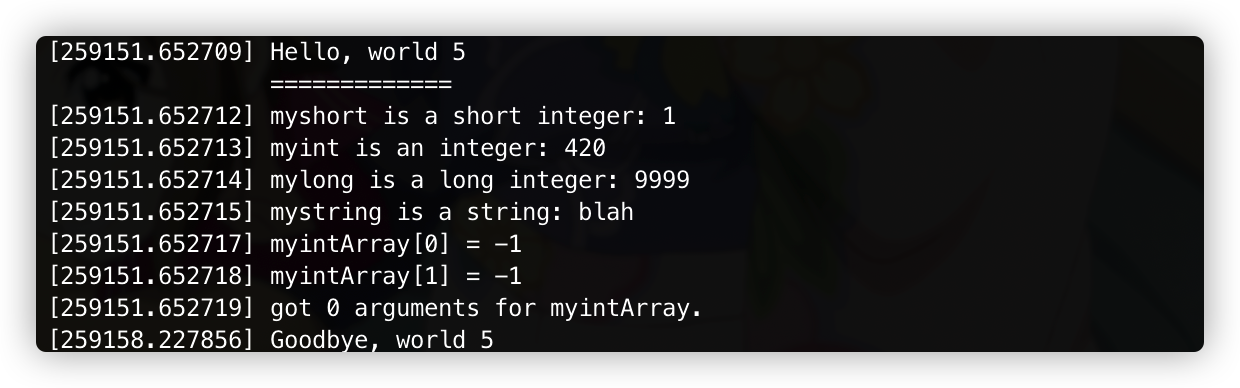 [259151.652709] Hello, world 5
=============
[259151.652712] myshort is a short integer: 1
[259151.652713] myint is an integer: 420
[259151.652714] mylong is a long integer: 9999
[259151.652715] mystring is a string: blah
[259151.652717] myintArray[0] = -1
[259151.652718] myintArray[1] = -1
[259151.652719] got 0 arguments for myintArray.
[259158.227856] Goodbye, world 5